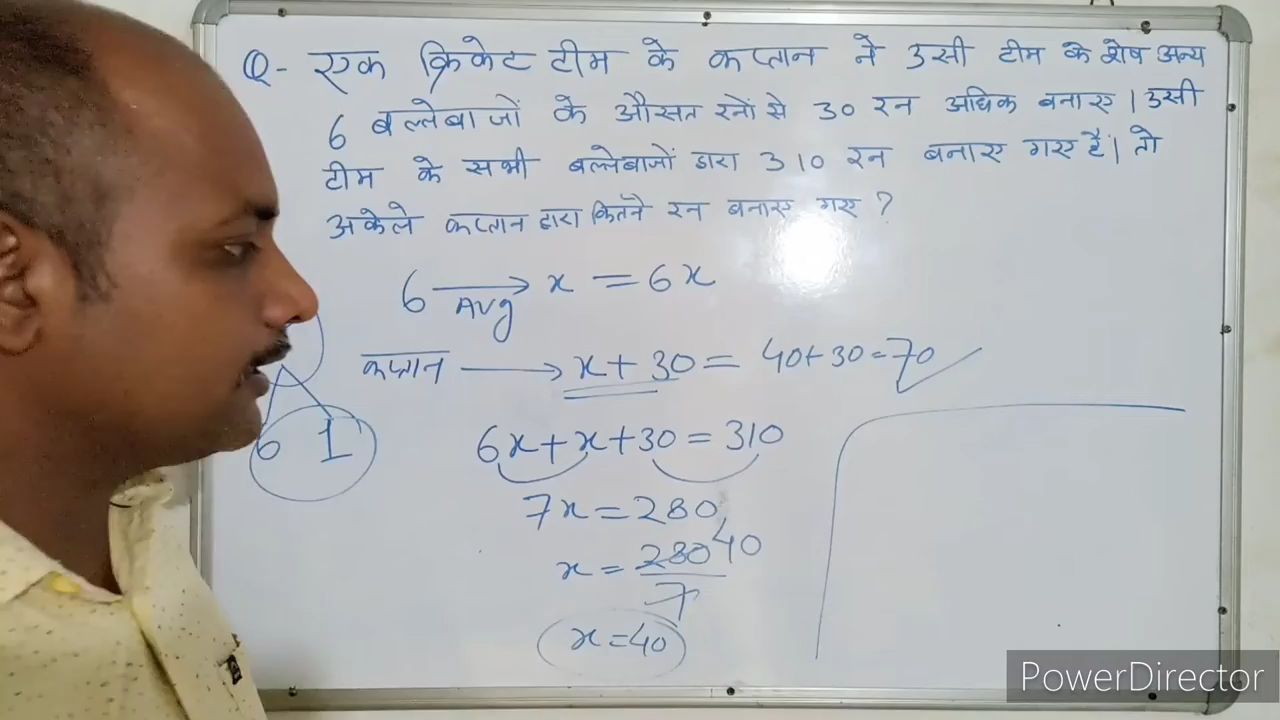 Q- एक क्रिकेट टीम के कप्तान ने उसी टीम के शेष अन्य
6 बल्लेबाजों के औसत रनों से 30 रन अधिक बनाए। उसी
टीम के सभी बल्लेबाजों द्वारा 310 रन बनाए गए हैं। तो
अकेले कप्तान द्वारा कितने रन बनाए गए ?
6 → x = 6x
Avg
कप्तान → x + 30 = 40+30=70
6 1
6x+x+30=310
7x=280
x=280/7 40
x=40
PowerDirector